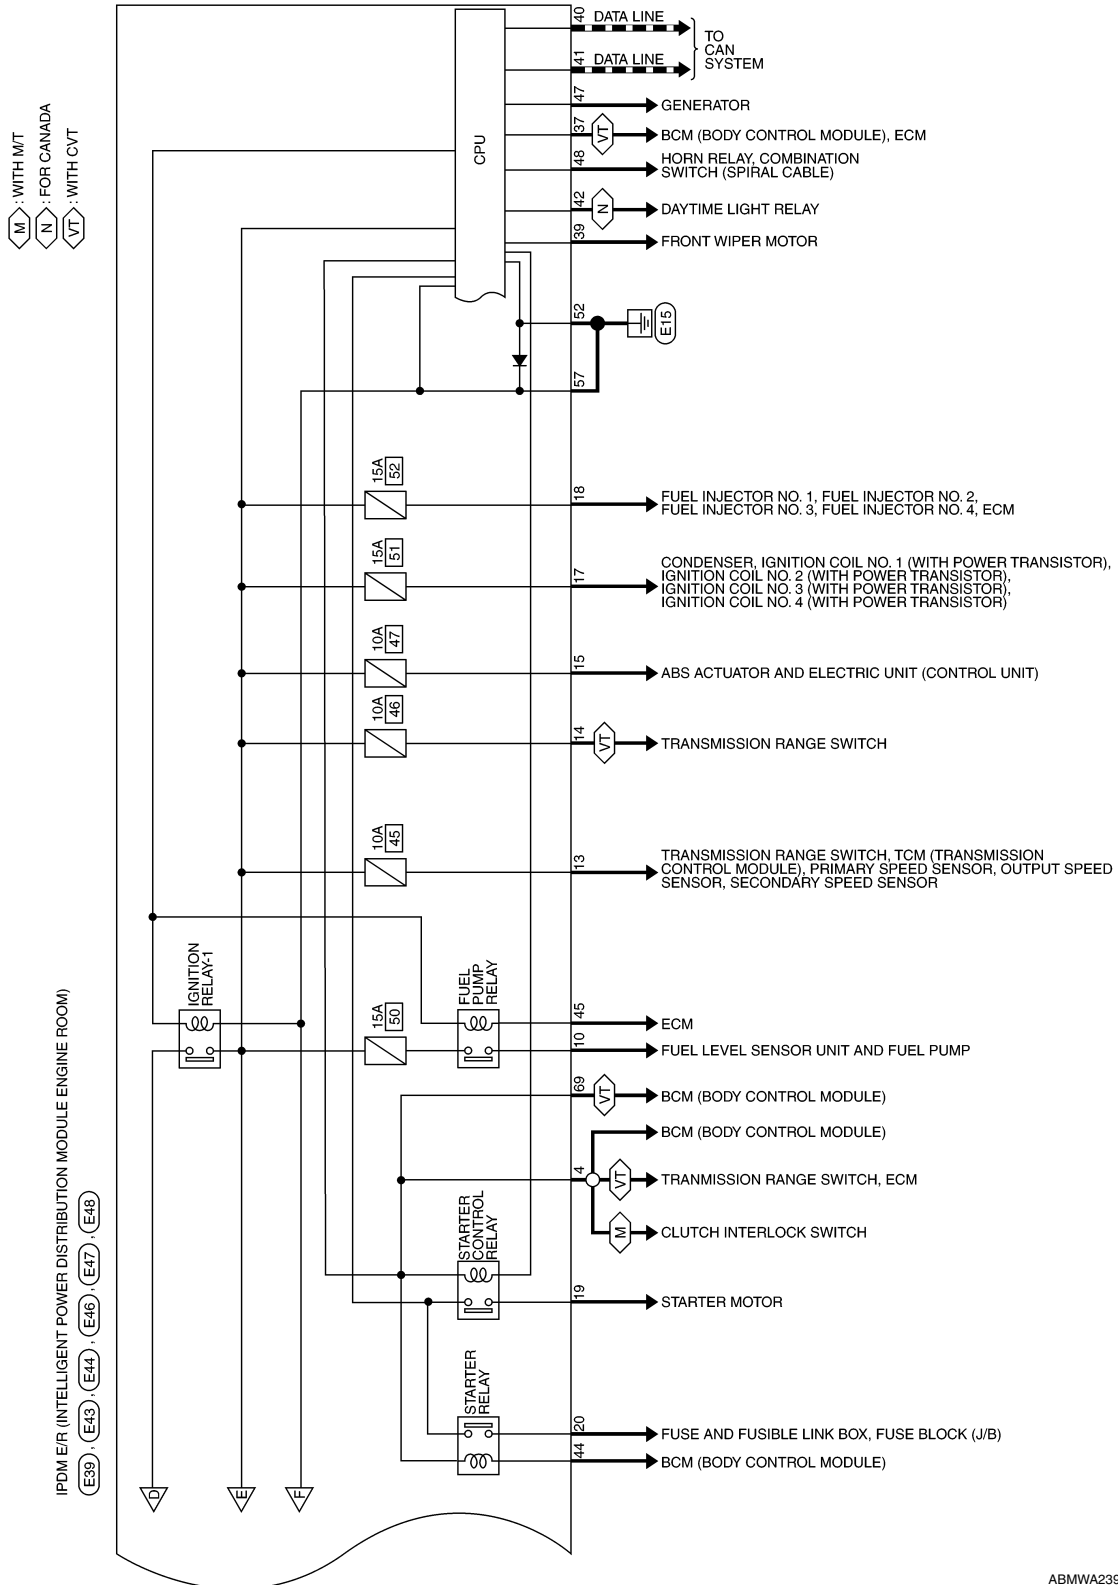 M : WITH M/T
N : FOR CANADA
VT : WITH CVT
CPU
40 DATA LINE
41 DATA LINE
TO
CAN
SYSTEM
47 GENERATOR
37 VT BCM (BODY CONTROL MODULE), ECM
48 HORN RELAY, COMBINATION
SWITCH (SPIRAL CABLE)
42 N DAYTIME LIGHT RELAY
39 FRONT WIPER MOTOR
52 E15
57
15A 52 18 FUEL INJECTOR NO. 1, FUEL INJECTOR NO. 2,
FUEL INJECTOR NO. 3, FUEL INJECTOR NO. 4, ECM
15A 51 17 CONDENSER, IGNITION COIL NO. 1 (WITH POWER TRANSISTOR),
IGNITION COIL NO. 2 (WITH POWER TRANSISTOR),
IGNITION COIL NO. 3 (WITH POWER TRANSISTOR),
IGNITION COIL NO. 4 (WITH POWER TRANSISTOR)
10A 47 15 ABS ACTUATOR AND ELECTRIC UNIT (CONTROL UNIT)
10A 46 14 VT TRANSMISSION RANGE SWITCH
10A 45 13 TRANSMISSION RANGE SWITCH, TCM (TRANSMISSION
CONTROL MODULE), PRIMARY SPEED SENSOR, OUTPUT SPEED
SENSOR, SECONDARY SPEED SENSOR
IGNITION
RELAY-1
15A 50
FUEL
PUMP
RELAY
45 ECM
10 FUEL LEVEL SENSOR UNIT AND FUEL PUMP
69 VT BCM (BODY CONTROL MODULE)
BCM (BODY CONTROL MODULE)
4 VT TRANMISSION RANGE SWITCH, ECM
M CLUTCH INTERLOCK SWITCH
STARTER
CONTROL
RELAY
19 STARTER MOTOR
STARTER
RELAY
20 FUSE AND FUSIBLE LINK BOX, FUSE BLOCK (J/B)
44 BCM (BODY CONTROL MODULE)
IPDM E/R (INTELLIGENT POWER DISTRIBUTION MODULE ENGINE ROOM)
E39 , E43 , E44 , E46 , E47 , E48
D
E
F
ABMWA239